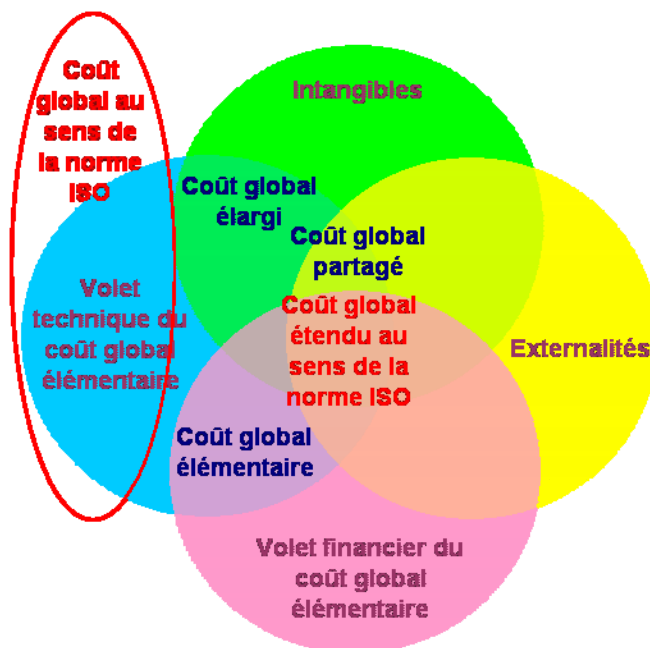 Coût
global au
sens de
la norme
ISO
Intangibles
Coût global
élargi
Coût global
partagé
Volet
technique du
coût global
élémentaire
Coût global
étendu au
sens de la
norme ISO
Externalités
Coût global
élémentaire
Volet financier du
coût global
élémentaire